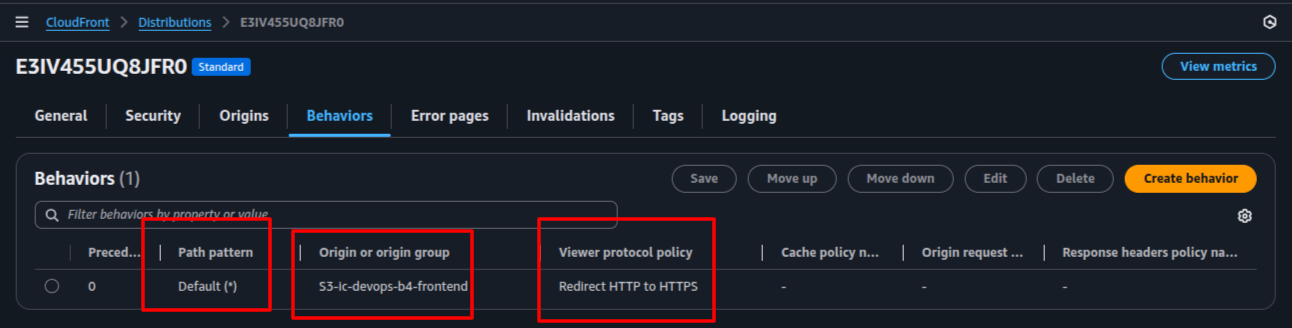 CloudFront > Distributions > E3IV455UQ8JFR0
E3IV455UQ8JFR0 Standard View metrics
General Security Origins Behaviors Error pages Invalidations Tags Logging
Behaviors (1) Save Move up Move down Edit Delete Create behavior
Filter behaviors by property or value
Preced... Path pattern Origin or origin group Viewer protocol policy Cache policy n... Origin request ... Response headers policy na...
0 Default (*) S3-ic-devops-b4-frontend Redirect HTTP to HTTPS - - -